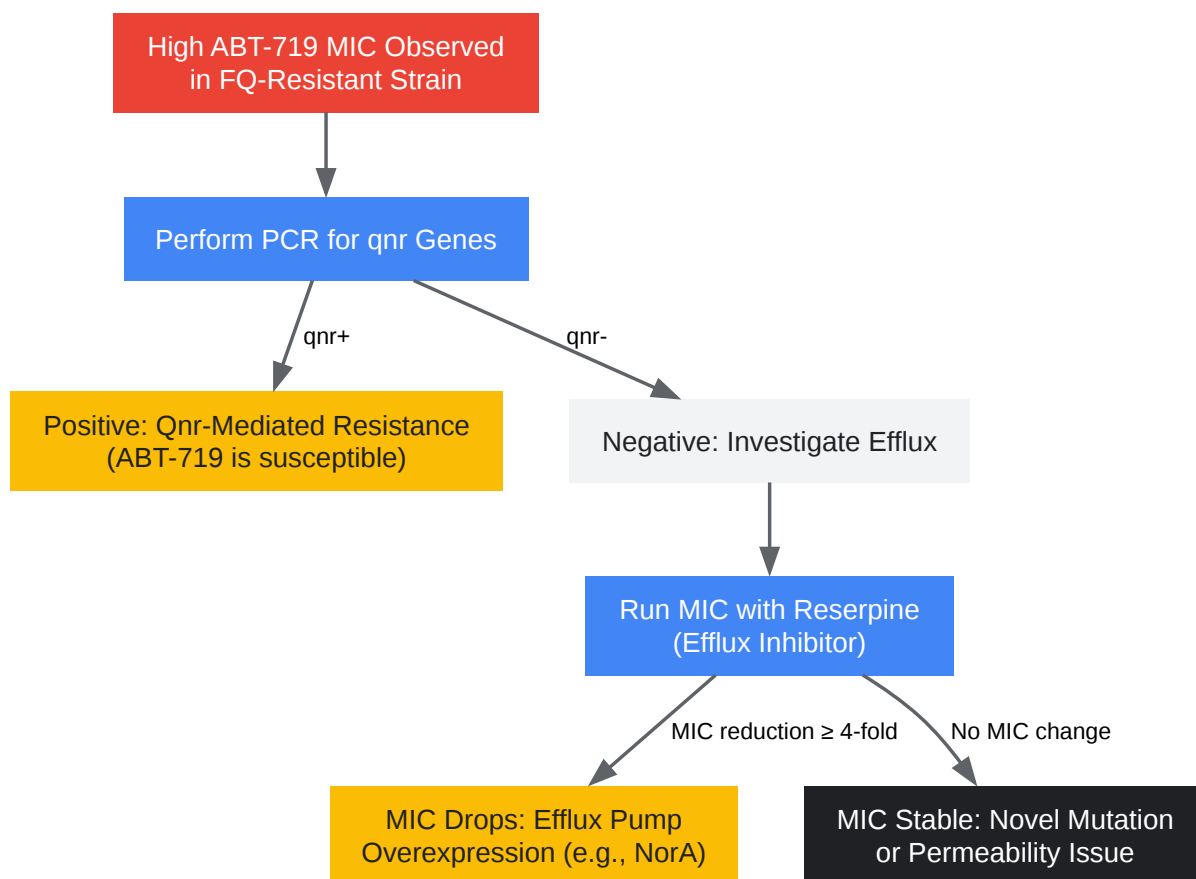 High ABT-719 MIC Observed
in FQ-Resistant Strain
Perform PCR for qnr Genes
qnr+
qnr-
Positive: Qnr-Mediated Resistance
(ABT-719 is susceptible)
Negative: Investigate Efflux
Run MIC with Reserpine
(Efflux Inhibitor)
MIC reduction ≥ 4-fold
No MIC change
MIC Drops: Efflux Pump
Overexpression (e.g., NorA)
MIC Stable: Novel Mutation
or Permeability Issue